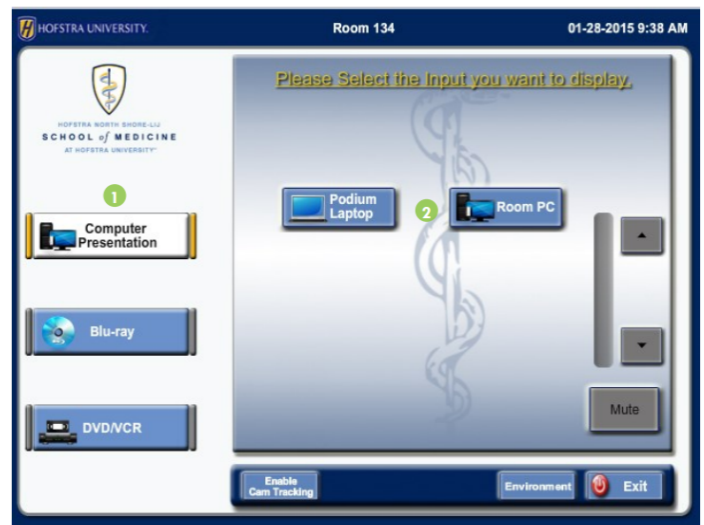 HOFSTRA UNIVERSITY.
Room 134
01-28-2015 9:38 AM
HOFSTRA NORTH SHORE-LIJ
SCHOOL of MEDICINE
AT HOFSTRA UNIVERSITY
Please Select the Input you want to display.
1
Computer
Presentation
Blu-ray
DVD/VCR
Podium
Laptop
2
Room PC
Mute
Enable
Cam Tracking
Environment
Exit